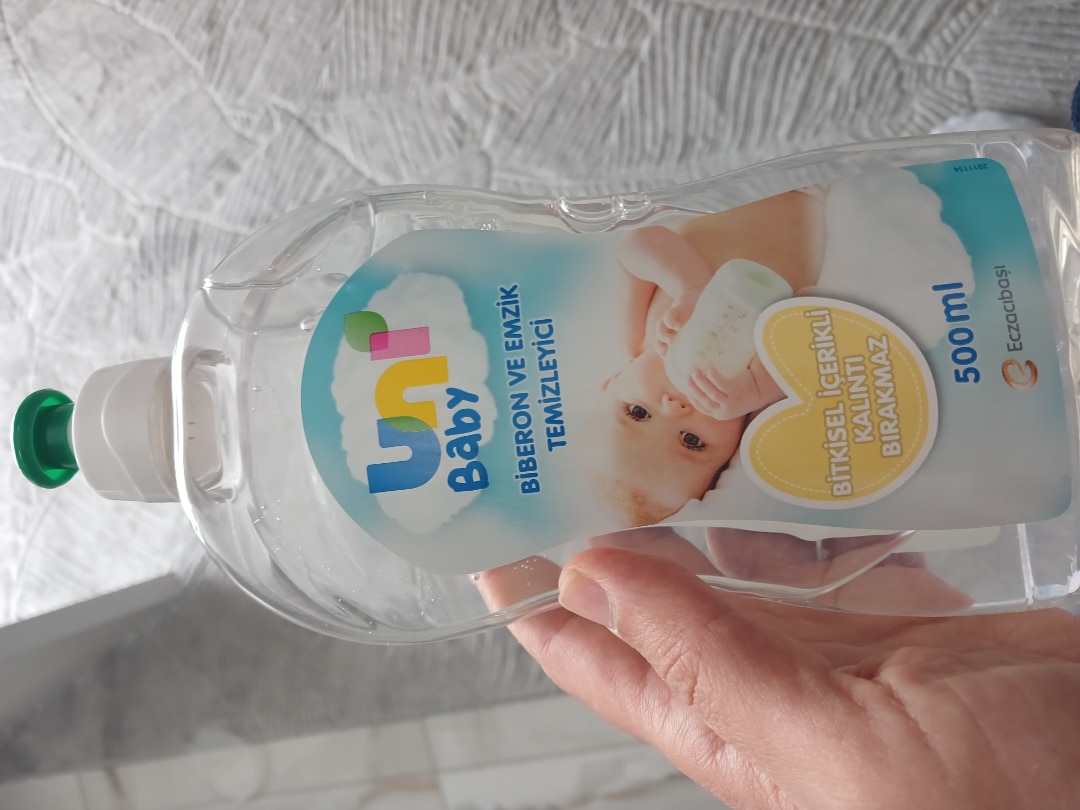 uni
Baby
BİBERON VE EMZİK
TEMİZLEYİCİ
BİTKİSEL İÇERİKLİ
KALINTI
BIRAKMAZ
500 ml
Eczacıbaşı
2011134